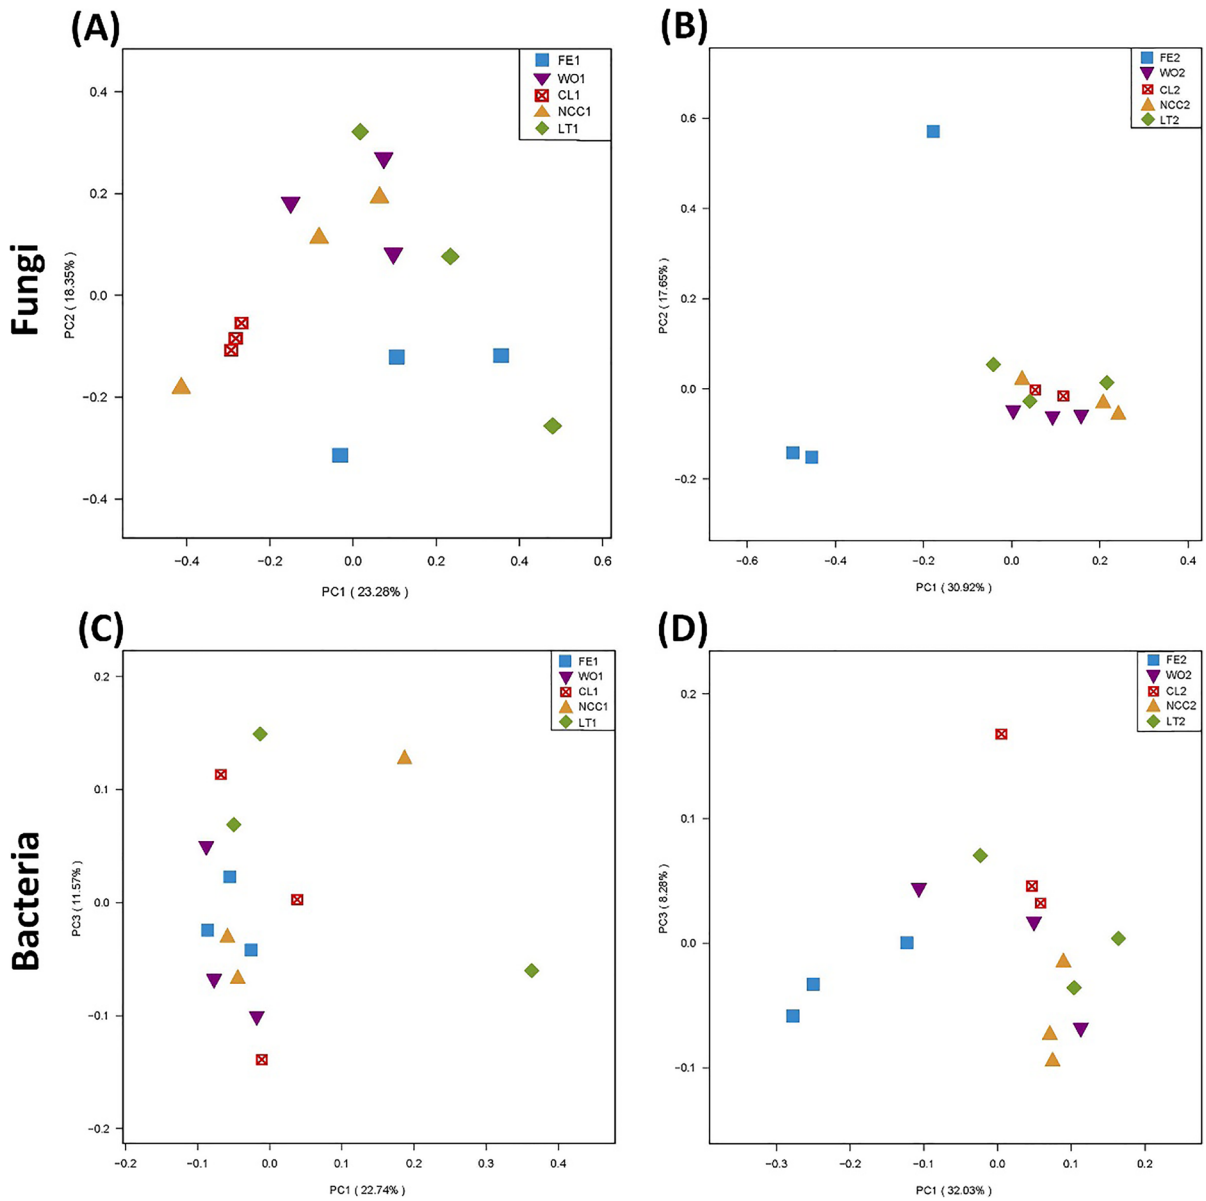 (A)
FE1
WO1
CL1
NCC1
LT1
0.4
0.2
0.0
−0.2
−0.4
PC2 ( 18.35% )
−0.4
−0.2
0.0
0.2
0.4
0.6
PC1 ( 23.28% )
(B)
FE2
WO2
CL2
NCC2
LT2
0.6
0.4
0.2
0.0
−0.2
PC2 ( 17.65% )
−0.6
−0.4
−0.2
0.0
0.2
0.4
PC1 ( 30.92% )
Fungi
(C)
FE1
WO1
CL1
NCC1
LT1
0.2
0.1
0.0
−0.1
−0.2
PC3 ( 11.57% )
−0.2
−0.1
0.0
0.1
0.2
0.3
0.4
PC1 ( 22.74% )
(D)
FE2
WO2
CL2
NCC2
LT2
0.2
0.1
0.0
−0.1
PC3 ( 8.28% )
−0.3
−0.2
−0.1
0.0
0.1
0.2
PC1 ( 32.03% )
Bacteria